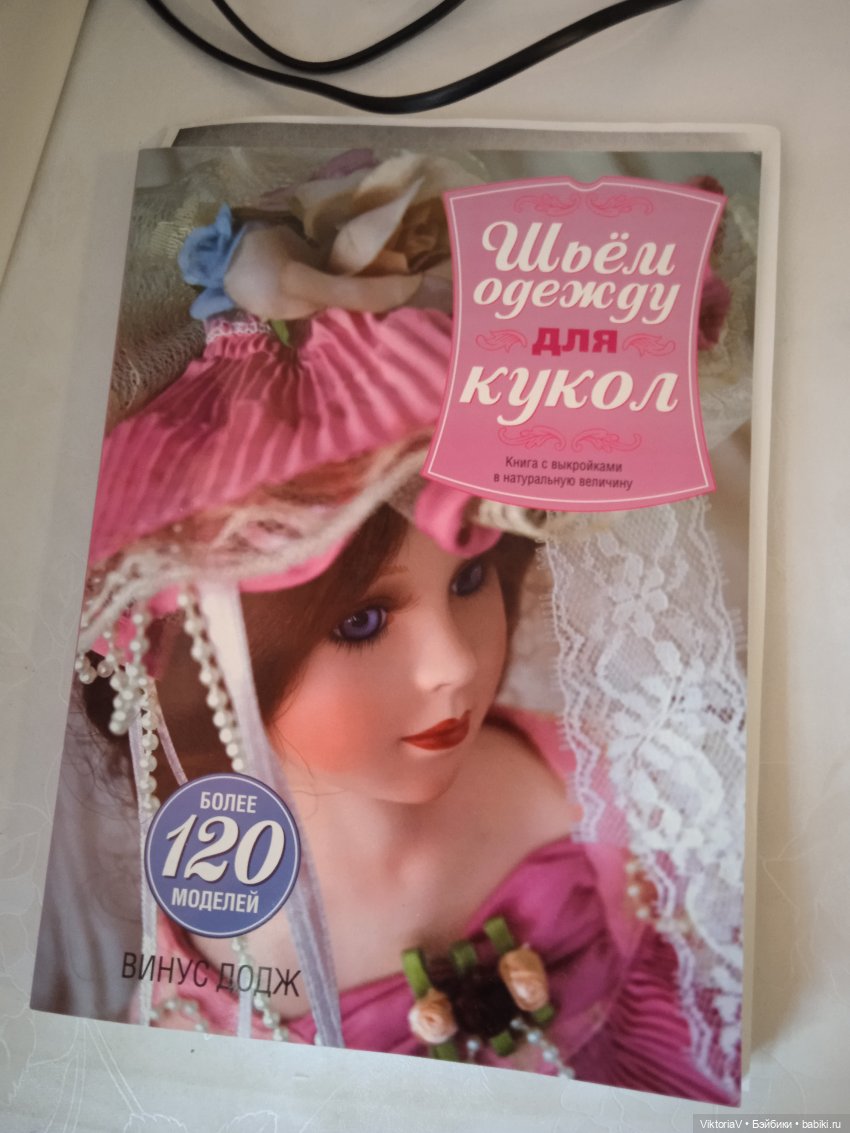 Шьём
одежду
для
кукол
Книга с выкройками
в натуральную величину
БОЛЕЕ
120
МОДЕЛЕЙ
ВИНУС ДОДЖ
ViktoriaV • Бэйбики • babiki.ru